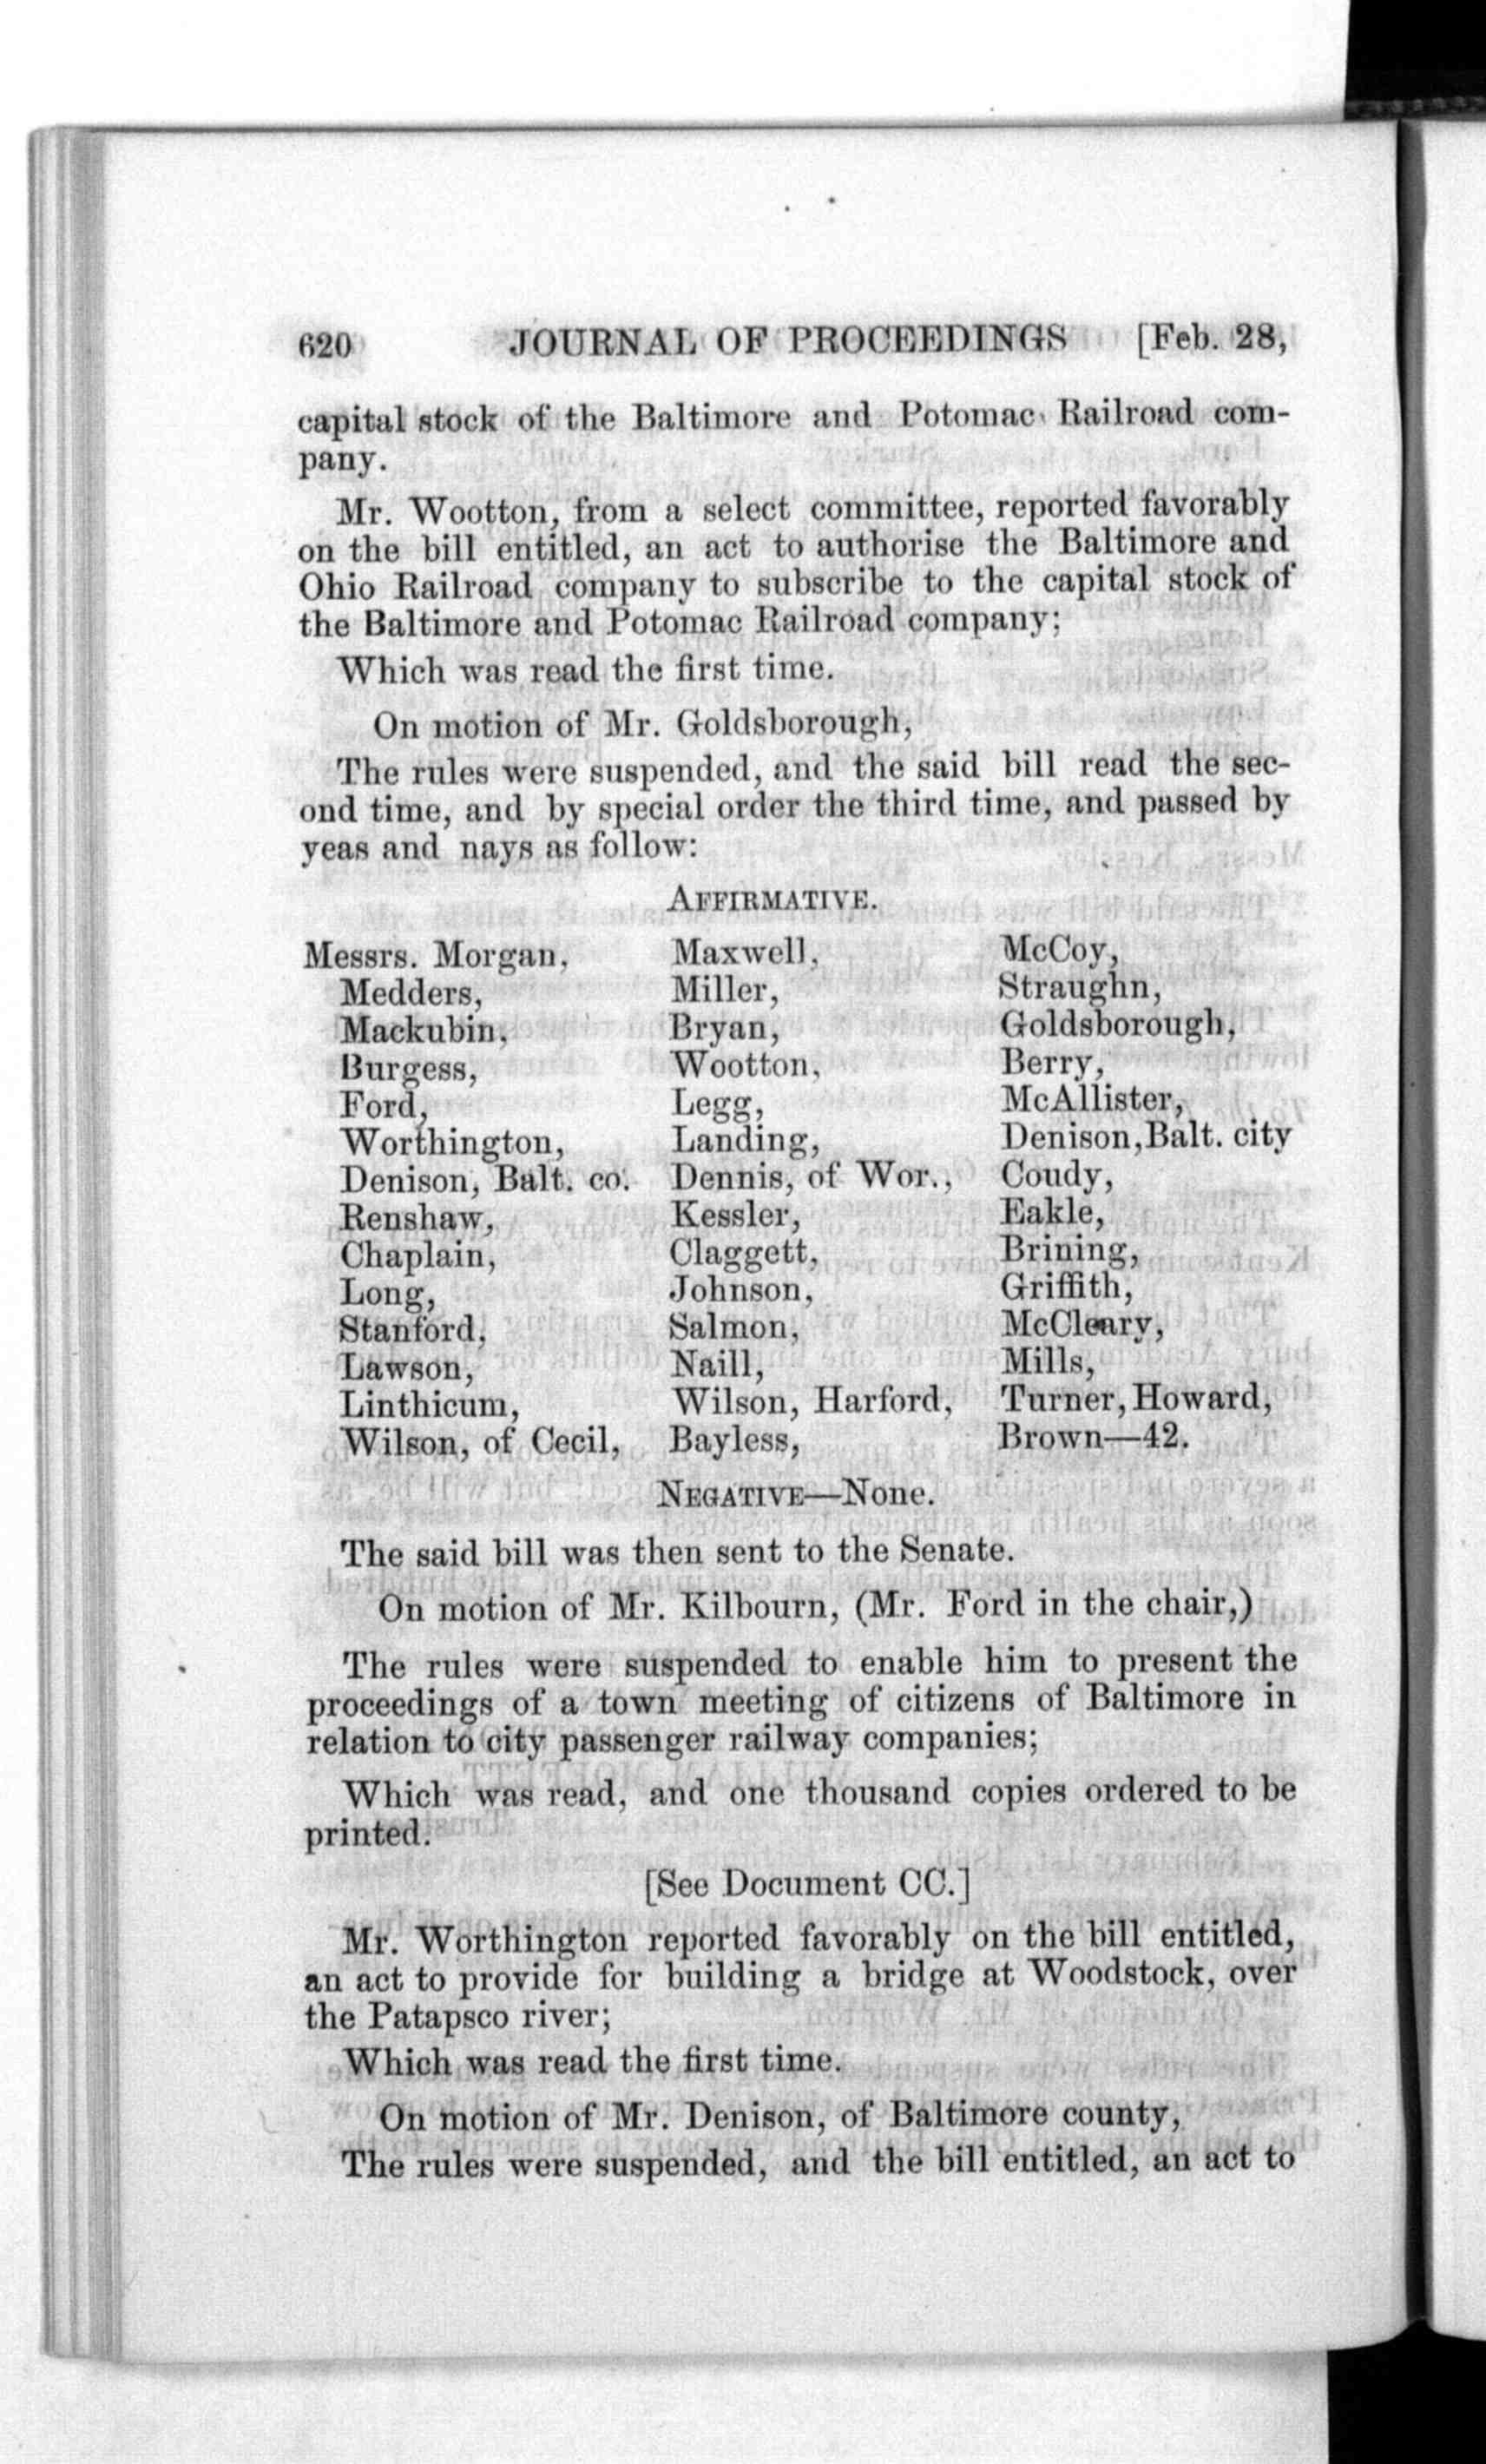 620 JOURNAL OF PROCEEDINGS [Feb. 28,
capital stock of the Baltimore and Potomac Railroad com-
pany.
Mr. Wootton, from a select committee, reported favorably
on the bill entitled, an act to authorise the Baltimore and
Ohio Railroad company to subscribe to the capital stock of
the Baltimore and Potomac Railroad company;
Which was read the first time.
On motion of Mr. Goldsborough,
The rules were suspended, and the said bill read the sec-
ond time, and by special order the third time, and passed by
yeas and nays as follow:
AFFIRMATIVE.
Messrs. Morgan, Maxwell, McCoy,
Medders, Miller, Straughn,
Mackubin, Bryan, Goldsborough,
Burgess, Wootton, Berry,
Ford, Legg, McAllister,
Worthington, Landing, Denison, Balt. city
Denison, Balt. co. Dennis, of Wor., Coudy,
Renshaw, Kessler, Eakle,
Chaplain, Claggett, Brining,
Long, Johnson, Griffith,
Stanford, Salmon, McCleary,
Lawson, Naill, Mills,
Linthicum, Wilson, Harford, Turner, Howard,
Wilson, of Cecil, Bayless, Brown—42.
NEGATIVE—None.
The said bill was then sent to the Senate.
On motion of Mr. Kilbourn, (Mr. Ford in the chair,)
The rules were suspended to enable him to present the
proceedings of a town meeting of citizens of Baltimore in
relation to city passenger railway companies;
Which was read, and one thousand copies ordered to be
printed.
[See Document CC.]
Mr. Worthington reported favorably on the bill entitled,
an act to provide for building a bridge at Woodstock, over
the Patapsco river;
Which was read the first time.
On motion of Mr. Denison, of Baltimore county,
The rules were suspended, and the bill entitled, an act to